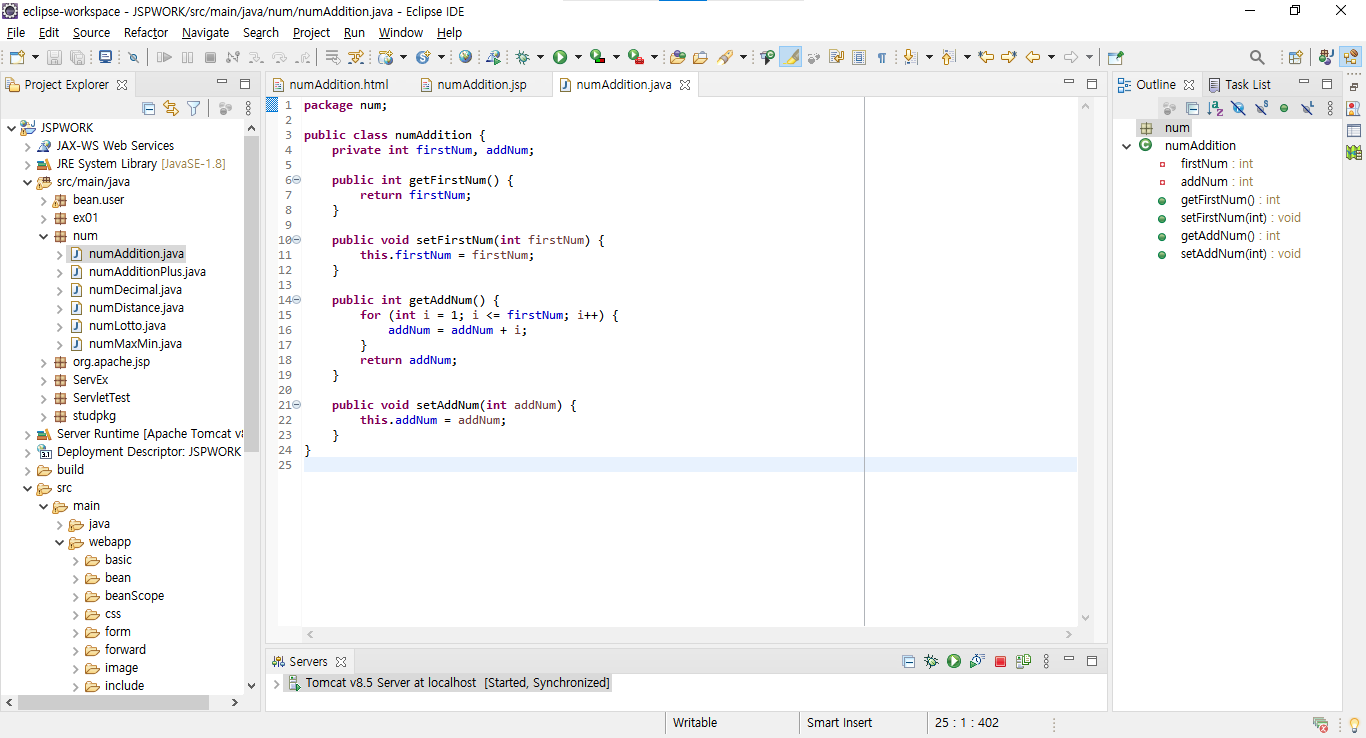 eclipse-workspace - JSPWORK/src/main/java/num/numAddition.java - Eclipse IDE
File Edit Source Refactor Navigate Search Project Run Window Help
Project Explorer
JSPWORK
JAX-WS Web Services
JRE System Library [JavaSE-1.8]
src/main/java
bean.user
ex01
num
numAddition.java
numAdditionPlus.java
numDecimal.java
numDistance.java
numLotto.java
numMaxMin.java
org.apache.jsp
ServEx
ServletTest
studpkg
Server Runtime [Apache Tomcat v
Deployment Descriptor: JSPWORK
build
src
main
java
webapp
basic
bean
beanScope
css
form
forward
image
include
numAddition.html numAddition.jsp numAddition.java
1 package num;
2
3 public class numAddition {
4     private int firstNum, addNum;
5
6     public int getFirstNum() {
7         return firstNum;
8     }
9
10     public void setFirstNum(int firstNum) {
11         this.firstNum = firstNum;
12     }
13
14     public int getAddNum() {
15         for (int i = 1; i <= firstNum; i++) {
16             addNum = addNum + i;
17         }
18         return addNum;
19     }
20
21     public void setAddNum(int addNum) {
22         this.addNum = addNum;
23     }
24 }
25
Servers
Tomcat v8.5 Server at localhost [Started, Synchronized]
Outline Task List
num
numAddition
firstNum : int
addNum : int
getFirstNum() : int
setFirstNum(int) : void
getAddNum() : int
setAddNum(int) : void
Writable Smart Insert 25 : 1 : 402